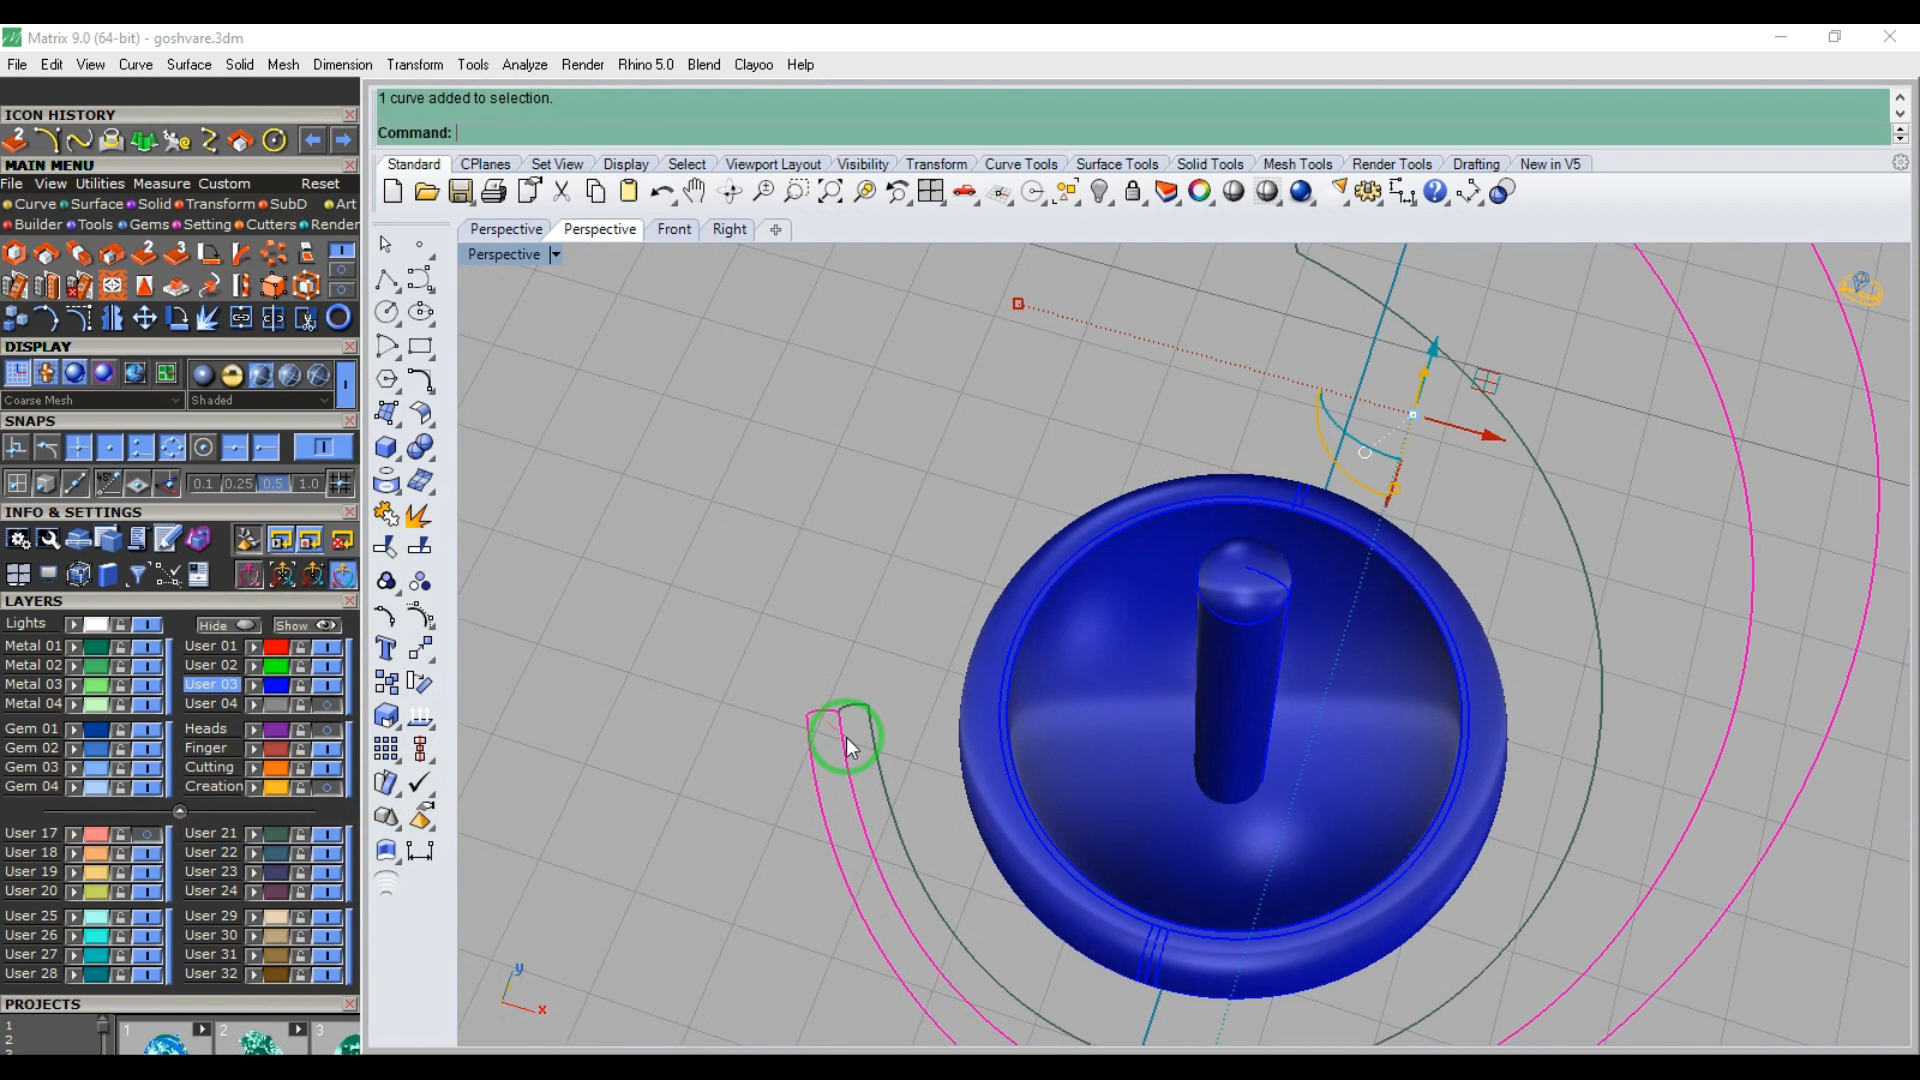 Matrix 9.0 (64-bit) - goshvare.3dm
File Edit View Curve Surface Solid Mesh Dimension Transform Tools Analyze Render Rhino 5.0 Blend Clayoo Help
ICON HISTORY
MAIN MENU
File View Utilities Measure Custom Reset
Curve Surface Solid Transform SubD Art
Builder Tools Gems Setting Cutters Render
DISPLAY
Coarse Mesh Shaded
SNAPS
0.1 0.25 0.5 1.0
INFO & SETTINGS
LAYERS
Lights Hide Show
Metal 01 User 01
Metal 02 User 02
Metal 03 User 03
Metal 04 User 04
Gem 01 Heads
Gem 02 Finger
Gem 03 Cutting
Gem 04 Creation
User 17 User 21
User 18 User 22
User 19 User 23
User 20 User 24
User 25 User 29
User 26 User 30
User 27 User 31
User 28 User 32
PROJECTS
1 1 2 3
2
1 curve added to selection.
Command:
Standard CPlanes Set View Display Select Viewport Layout Visibility Transform Curve Tools Surface Tools Solid Tools Mesh Tools Render Tools Drafting New in V5
Perspective Perspective Front Right
Perspective
y
x